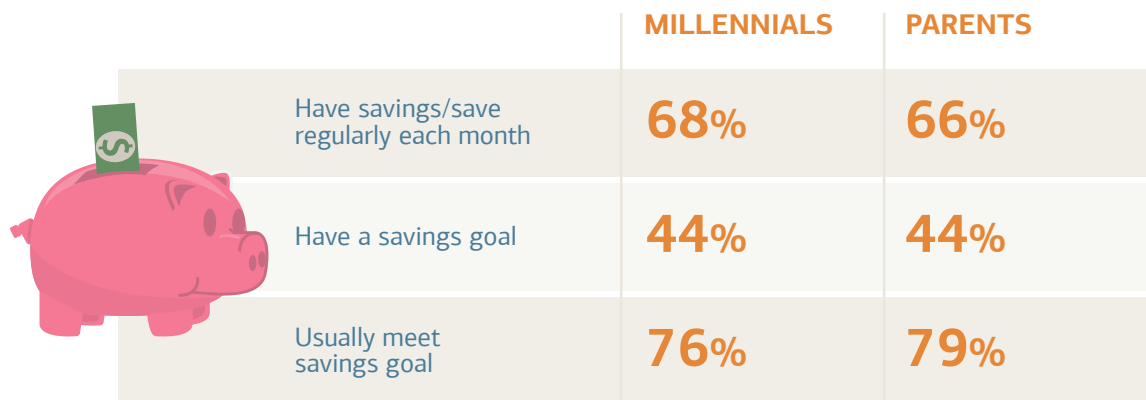 MILLENNIALS PARENTS
Have savings/save
regularly each month
68% 66%
$
Have a savings goal 44% 44%
Usually meet
savings goal
76% 79%